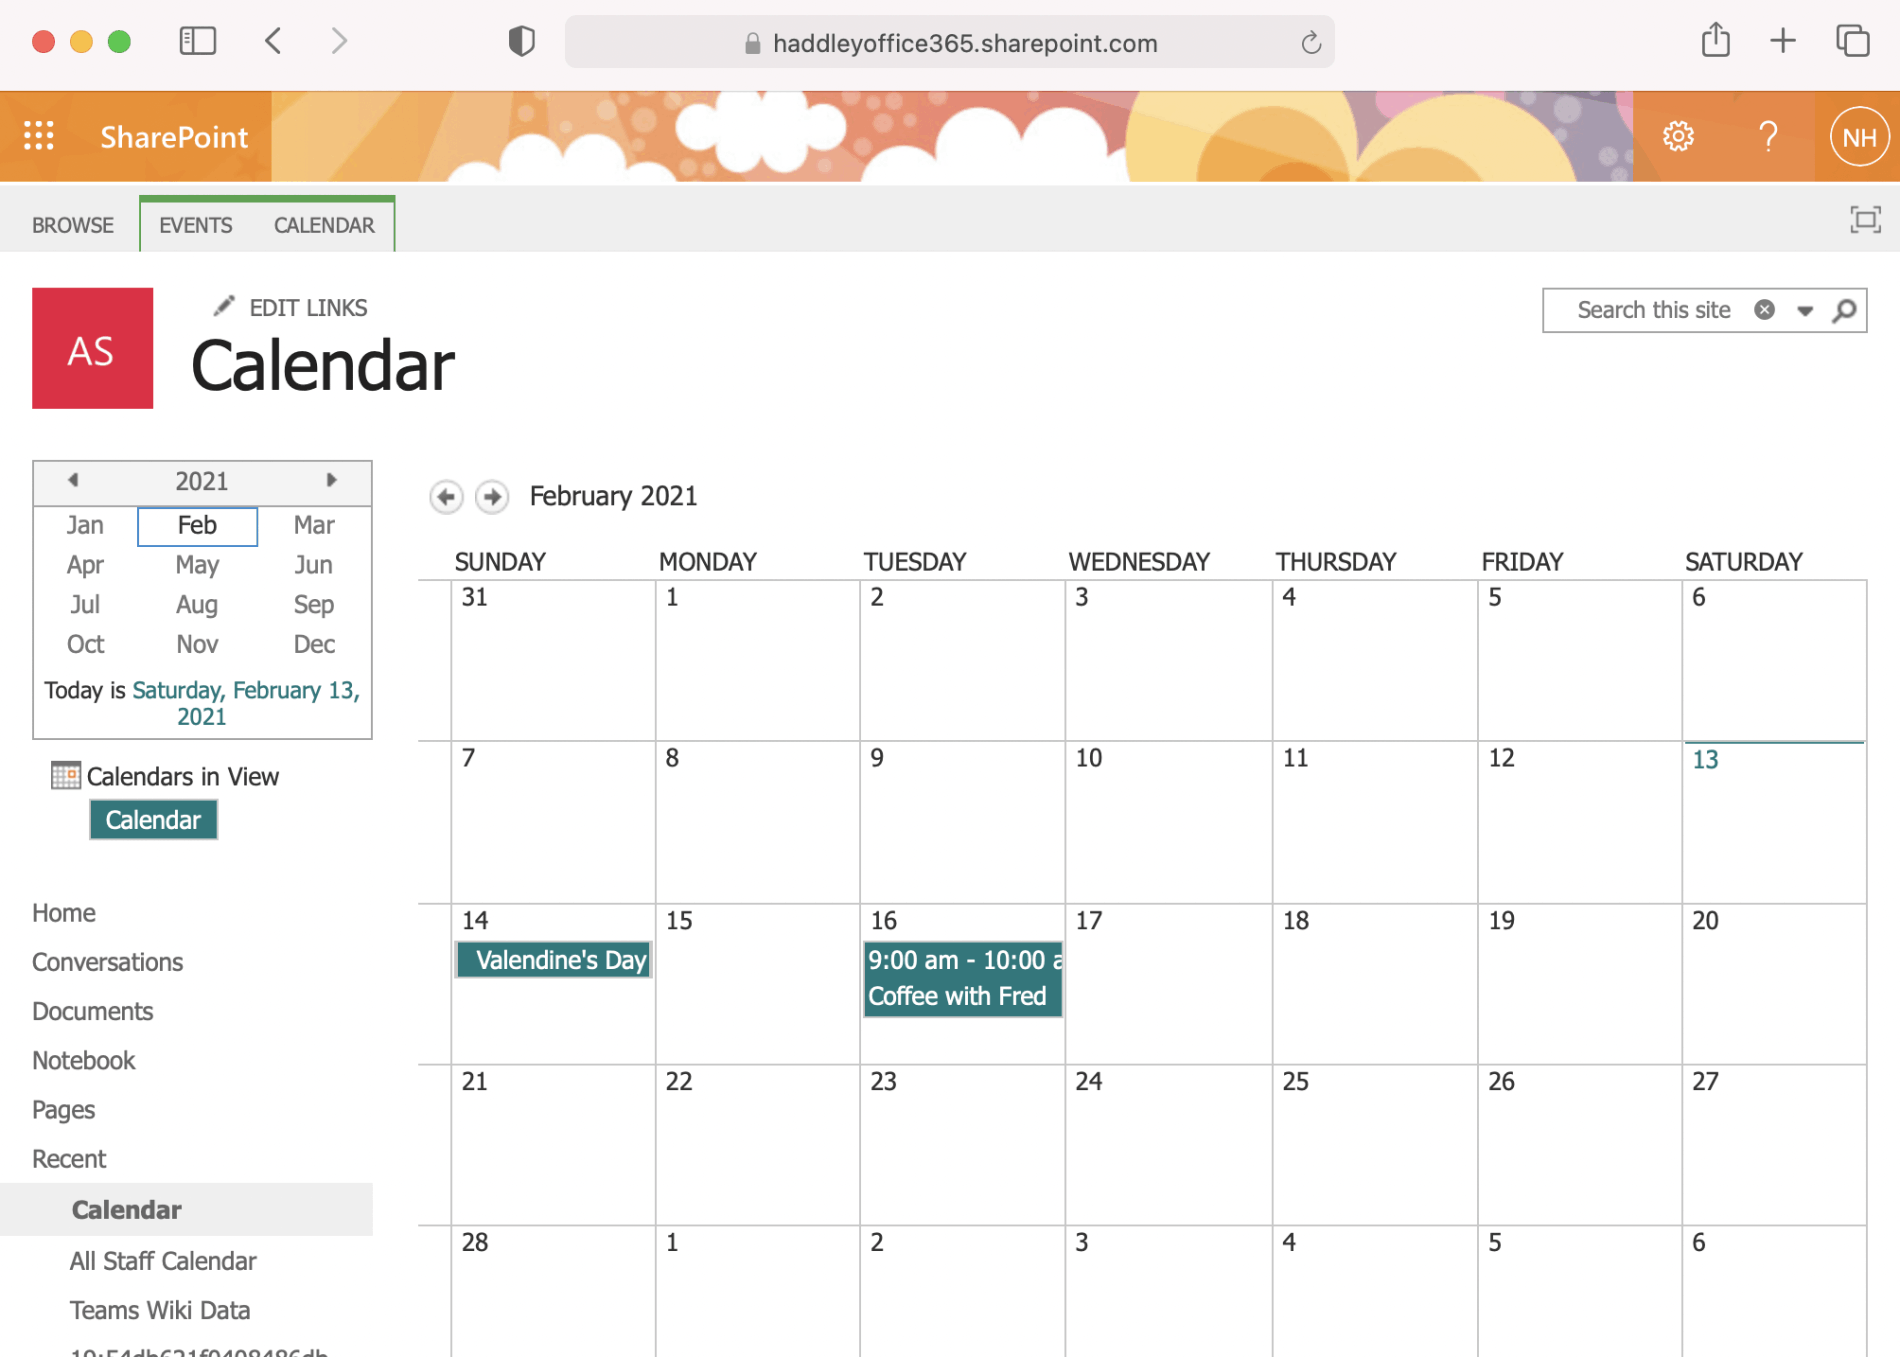 haddleyoffice365.sharepoint.com
SharePoint
?
NH
BROWSE
EVENTS
CALENDAR
AS
EDIT LINKS
Calendar
Search this site
2021
Jan Feb Mar
Apr May Jun
Jul Aug Sep
Oct Nov Dec
Today is Saturday, February 13,
2021
Calendars in View
Calendar
Home
Conversations
Documents
Notebook
Pages
Recent
Calendar
All Staff Calendar
Teams Wiki Data
February 2021
SUNDAY MONDAY TUESDAY WEDNESDAY THURSDAY FRIDAY SATURDAY
31 1 2 3 4 5 6
7 8 9 10 11 12 13
14 15 16 17 18 19 20
Valendine's Day
9:00 am - 10:00 a
Coffee with Fred
21 22 23 24 25 26 27
28 1 2 3 4 5 6